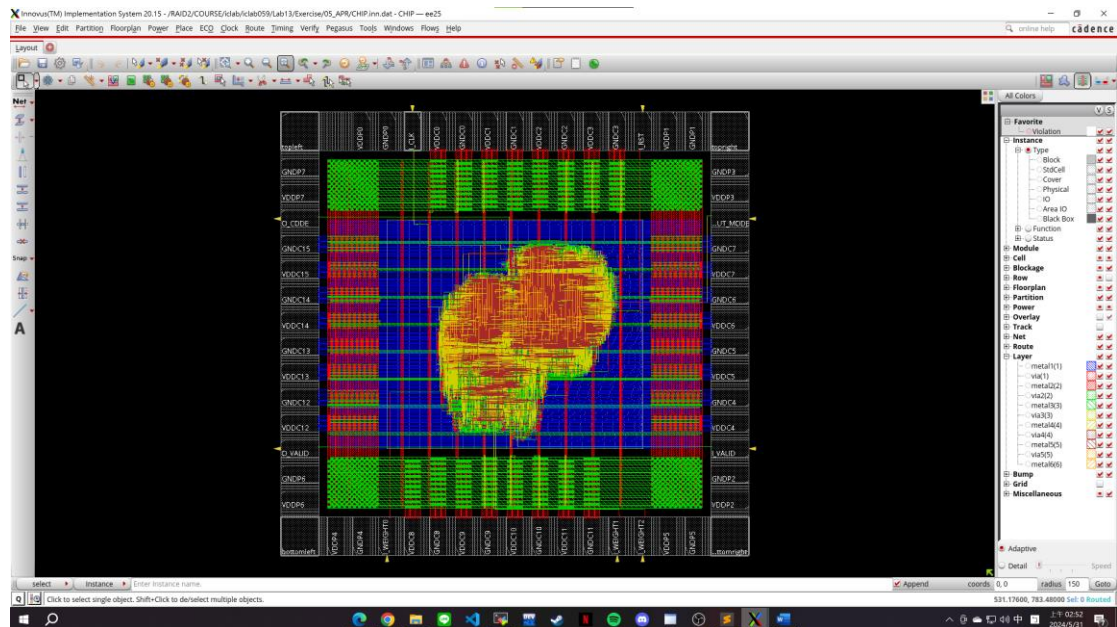 Innovus(TM) Implementation System 20.15 - /RAID2/COURSE/iclab/iclab059/Lab13/Exercise/05_APR/CHIP.inn.dat - CHIP — ee25
File View Edit Partition Floorplan Power Place ECO Clock Route Timing Verify Pegasus Tools Windows Flows Help
online help
cādence
Layout
All Colors
Net
Snap
A
V S
Favorite
Violation
Instance
Type
Block
StdCell
Cover
Physical
IO
Area IO
Black Box
Function
Status
Module
Cell
Blockage
Row
Floorplan
Partition
Power
Overlay
Track
Net
Route
Layer
metal1(1)
via(1)
metal2(2)
via2(2)
metal3(3)
via3(3)
metal4(4)
via4(4)
metal5(5)
via5(5)
metal6(6)
Bump
Grid
Miscellaneous
Adaptive
Detail
Speed
topleft
VDDP0
GNDP0
I_CLK
VDDC0
GNDC0
VDDC1
GNDC1
VDDC2
GNDC2
VDDC3
GNDC3
I_RST
VDDP1
GNDP1
topright
GNDP7
VDDP7
O_CODE
GNDC15
VDDC15
GNDC14
VDDC14
GNDC13
VDDC13
GNDC12
VDDC12
O_VALID
GNDP6
VDDP6
GNDP3
VDDP3
...UT_MODE
GNDC7
VDDC7
GNDC6
VDDC6
GNDC5
VDDC5
GNDC4
VDDC4
I_VALID
GNDP2
VDDP2
bottomleft
VDDP4
GNDP4
I_WEIGHT0
VDDC8
GNDC8
VDDC9
GNDC9
VDDC10
GNDC10
VDDC11
GNDC11
I_WEIGHT1
I_WEIGHT2
VDDP5
GNDP5
...ttomright
select
Instance
Enter Instance name.
Append
coords
0, 0
radius
150
Goto
Q
Click to select single object. Shift+Click to de/select multiple objects.
531.17600, 783.48000 Sel: 0 Routed
中
上午 02:52
2024/5/31